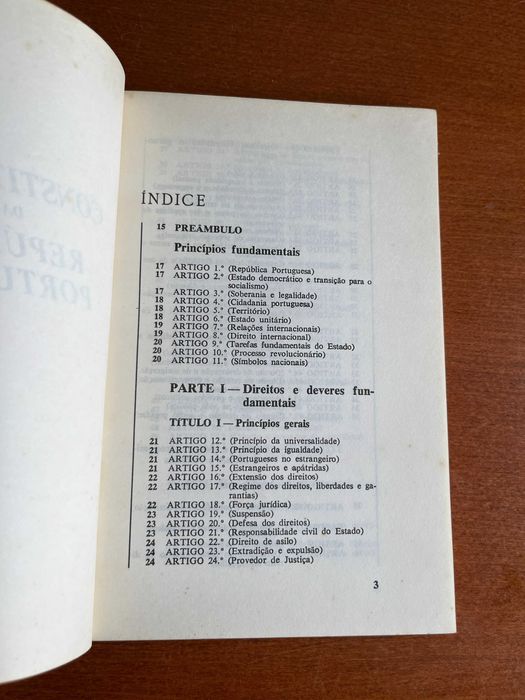 ÍNDICE
15 PREÂMBULO
Princípios fundamentais
17 ARTIGO 1.º (República Portuguesa)
17 ARTIGO 2.º (Estado democrático e transição para o
socialismo)
17 ARTIGO 3.º (Soberania e legalidade)
18 ARTIGO 4.º (Cidadania portuguesa)
18 ARTIGO 5.º (Território)
18 ARTIGO 6.º (Estado unitário)
19 ARTIGO 7.º (Relações internacionais)
19 ARTIGO 8.º (Direito internacional)
20 ARTIGO 9.º (Tarefas fundamentais do Estado)
20 ARTIGO 10.º (Processo revolucionário)
20 ARTIGO 11.º (Símbolos nacionais)
PARTE I — Direitos e deveres fun-
damentais
TÍTULO I — Princípios gerais
21 ARTIGO 12.º (Princípio da universalidade)
21 ARTIGO 13.º (Princípio da igualdade)
21 ARTIGO 14.º (Portugueses no estrangeiro)
21 ARTIGO 15.º (Estrangeiros e apátridas)
22 ARTIGO 16.º (Extensão dos direitos)
22 ARTIGO 17.º (Regime dos direitos, liberdades e ga-
rantias)
22 ARTIGO 18.º (Força jurídica)
23 ARTIGO 19.º (Suspensão)
23 ARTIGO 20.º (Defesa dos direitos)
23 ARTIGO 21.º (Responsabilidade civil do Estado)
24 ARTIGO 22.º (Direito de asilo)
24 ARTIGO 23.º (Extradição e expulsão)
24 ARTIGO 24.º (Provedor de Justiça)
3